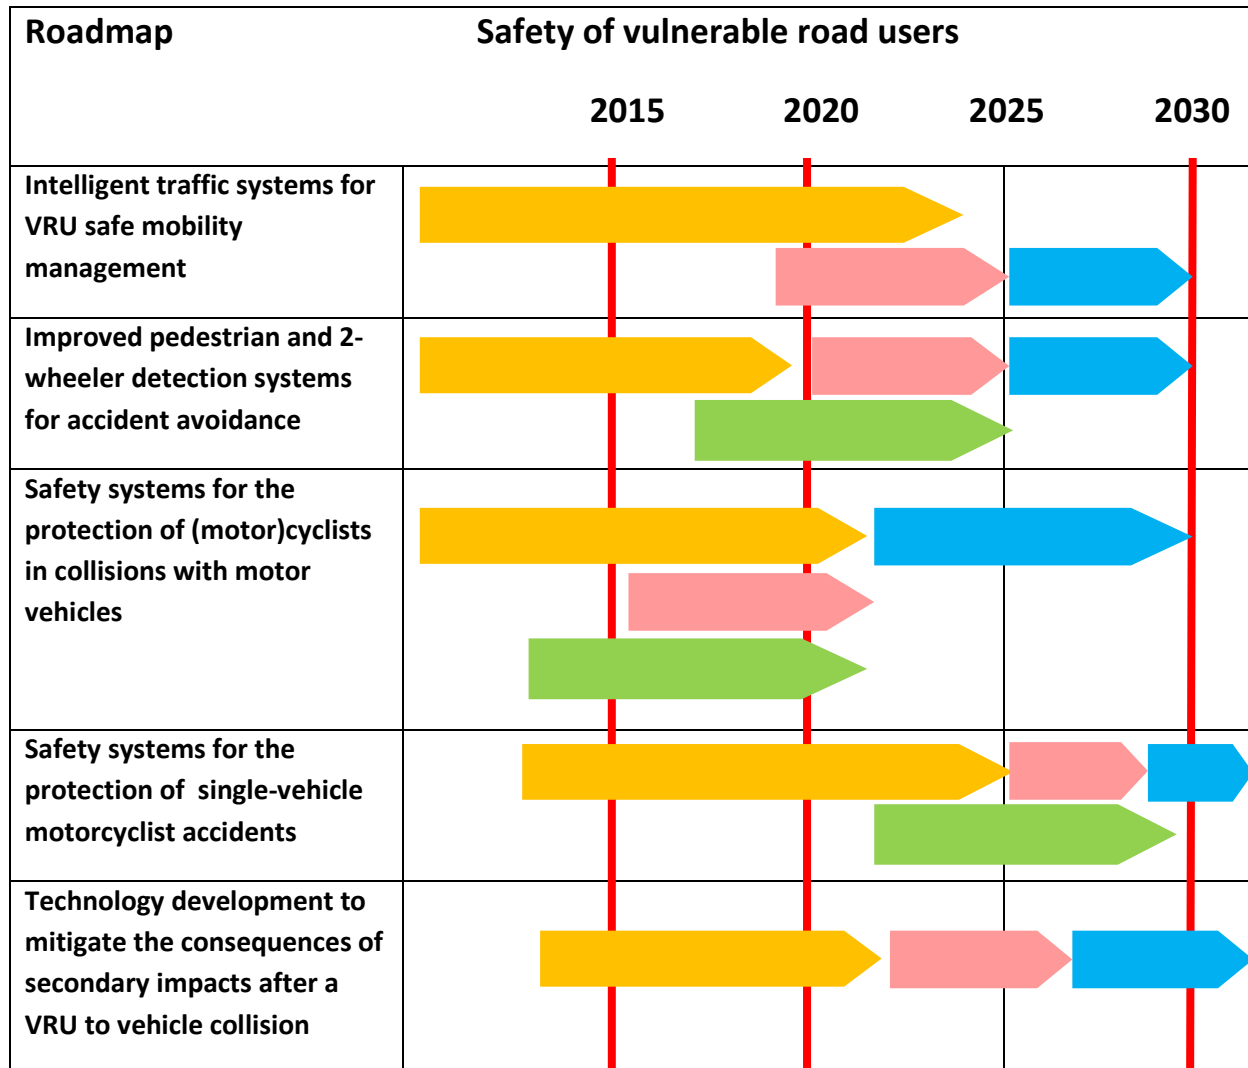 Roadmap Safety of vulnerable road users
2015 2020 2025 2030
Intelligent traffic systems for
VRU safe mobility
management
Improved pedestrian and 2-
wheeler detection systems
for accident avoidance
Safety systems for the
protection of (motor)cyclists
in collisions with motor
vehicles
Safety systems for the
protection of single-vehicle
motorcyclist accidents
Technology development to
mitigate the consequences of
secondary impacts after a
VRU to vehicle collision